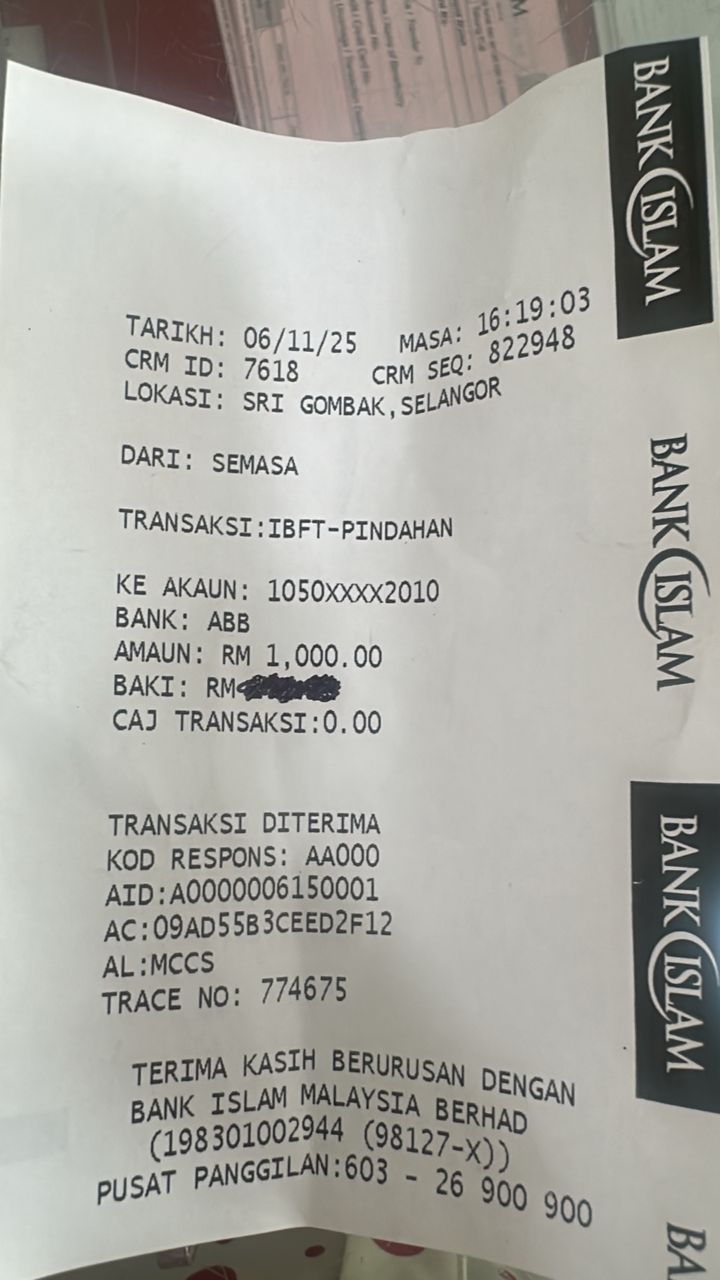 TARIKH: 06/11/25 MASA: 16:19:03
CRM ID: 7618 CRM SEQ: 822948
LOKASI: SRI GOMBAK,SELANGOR
DARI: SEMASA
TRANSAKSI:IBFT-PINDAHAN
KE AKAUN: 1050XXXX2010
BANK: ABB
AMAUN: RM 1,000.00
BAKI: RM
CAJ TRANSAKSI:0.00
TRANSAKSI DITERIMA
KOD RESPONS: AA000
AID:A0000006150001
AC:09AD55B3CEED2F12
AL:MCCS
TRACE NO: 774675
TERIMA KASIH BERURUSAN DENGAN
BANK ISLAM MALAYSIA BERHAD
(198301002944 (98127-X))
PUSAT PANGGILAN:603 - 26 900 900
BANK ISLAM
BANK ISLAM
BANK ISLAM
BA